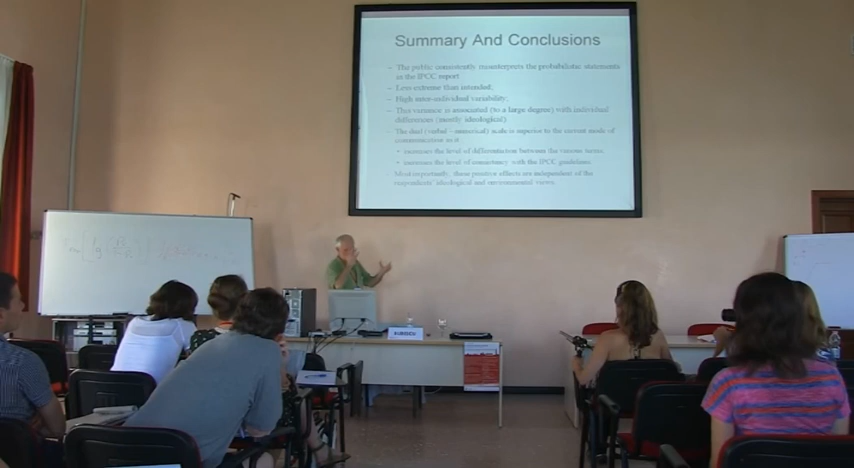 Summary And Conclusions
– The public consistently misinterprets the probabilistic statements
in the IPCC report
– Less extreme than intended;
– High inter-individual variability;
– This variance is associated (to a large degree) with individual
differences (mostly ideological)
– The dual (verbal – numerical) scale is superior to the current mode of
communication as it
• increases the level of differentiation between the various terms.
• increases the level of consistency with the IPCC guidelines.
Most importantly, these positive effects are independent of the
respondents' ideological and environmental views.